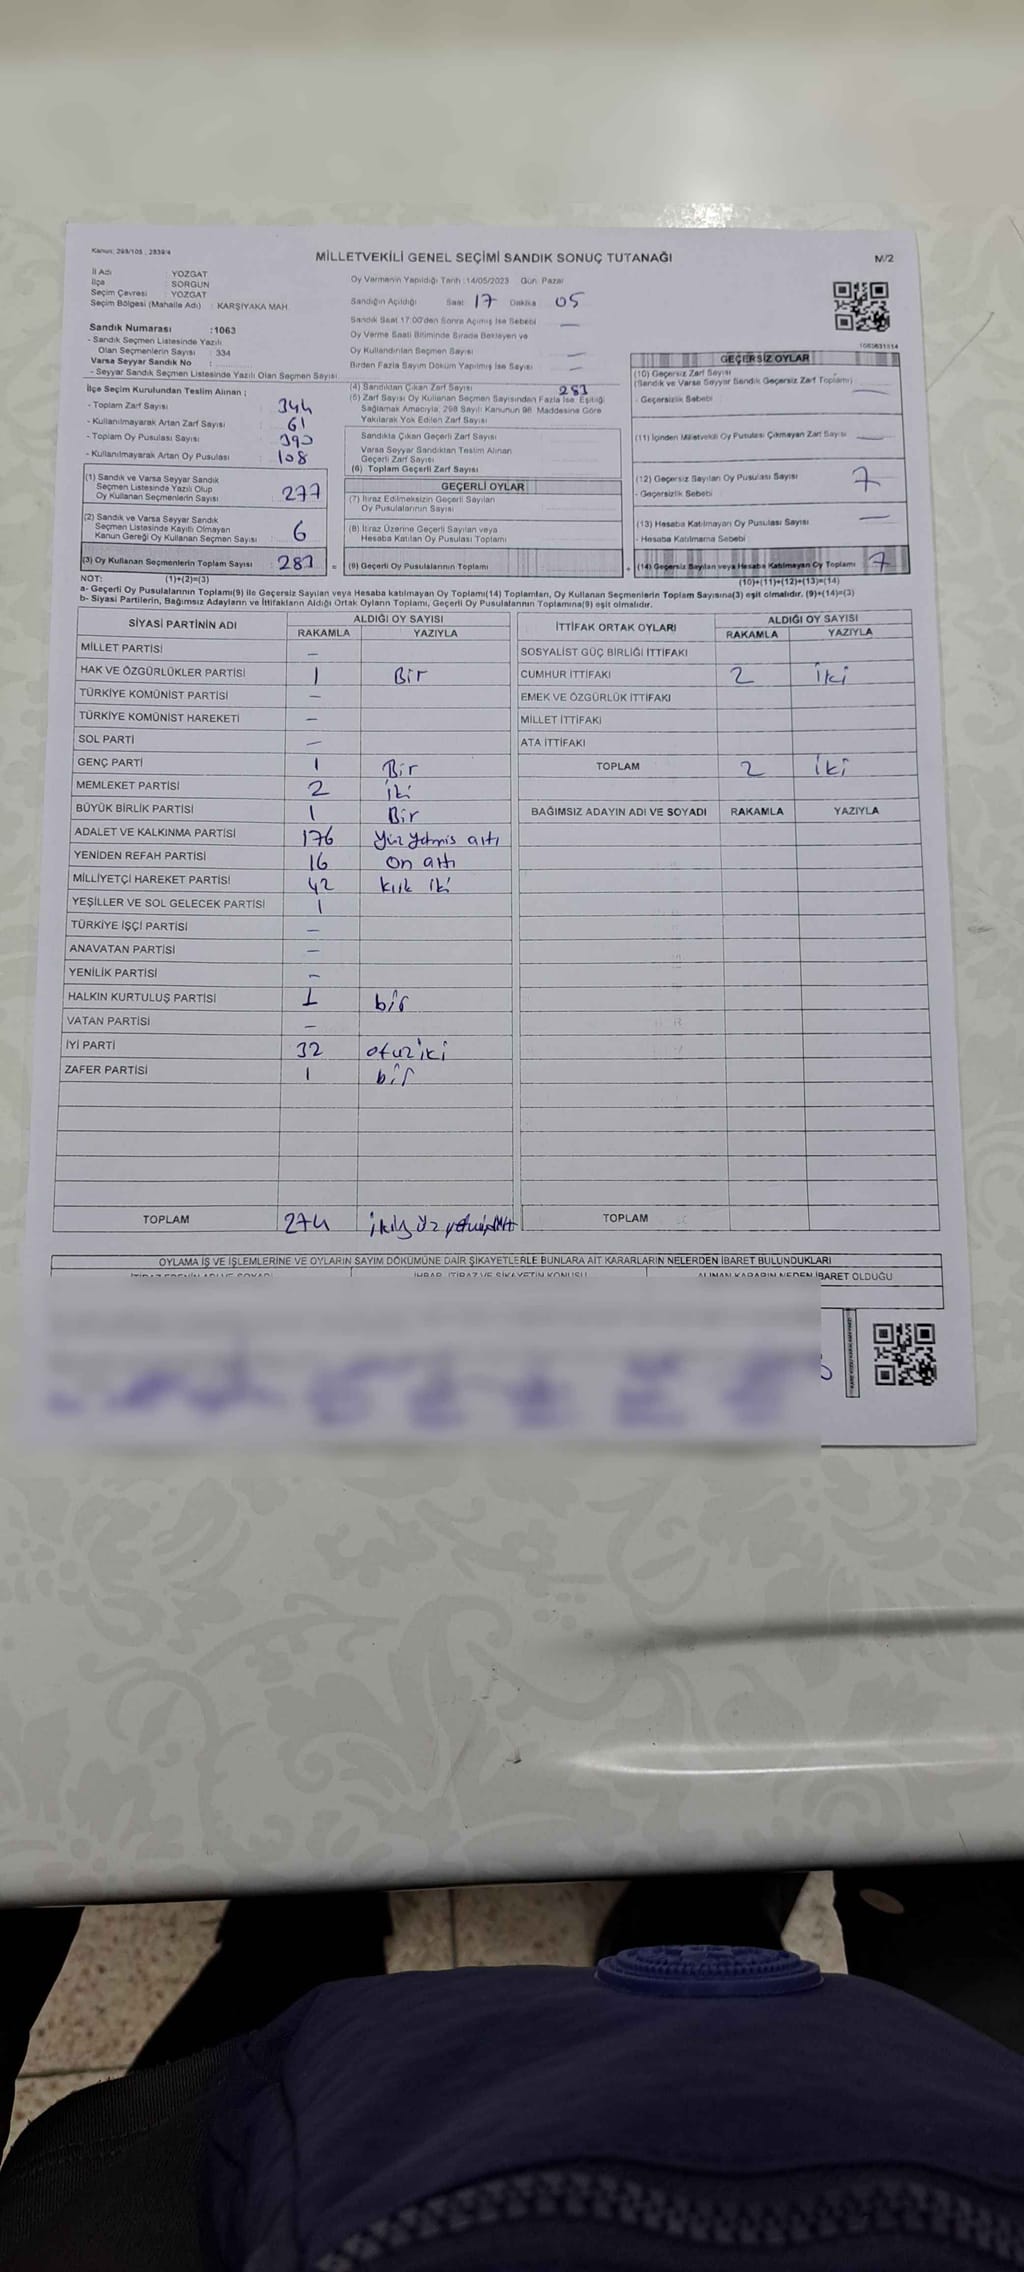 Kanun: 298/105 , 2839/4
MİLLETVEKİLİ GENEL SEÇİMİ SANDIK SONUÇ TUTANAĞI
M./2
İl Adı : YOZGAT
İlçe : SORGUN
Seçim Çevresi : YOZGAT
Seçim Bölgesi (Mahalle Adı) : KARŞIYAKA MAH.
Sandık Numarası :1063
- Sandık Seçmen Listesinde Yazılı
Olan Seçmenlerin Sayısı : 334
Varsa Seyyar Sandık No :
- Seyyar Sandık Seçmen Listesinde Yazılı Olan Seçmen Sayısı
Oy Vermenin Yapıldığı Tarih :14/05/2023 Gün: Pazar
Sandığın Açıldığı Saat 17 Dakika 05
Sandık Saat 17:00'den Sonra Açılmış İse Sebebi —
Oy Verme Saati Bitiminde Sırada Bekleyen ve
Oy Kullandırılan Seçmen Sayısı —
Birden Fazla Sayım Döküm Yapılmış İse Sayısı —
1063631514
İlçe Seçim Kurulundan Teslim Alınan ;
- Toplam Zarf Sayısı 344
- Kullanılmayarak Artan Zarf Sayısı 61
- Toplam Oy Pusulası Sayısı 390
- Kullanılmayarak Artan Oy Pusulası 108
(1) Sandık ve Varsa Seyyar Sandık
Seçmen Listesinde Yazılı Olup
Oy Kullanan Seçmenlerin Sayısı 277
(2) Sandık ve Varsa Seyyar Sandık
Seçmen Listesinde Kayıtlı Olmayan
Kanun Gereği Oy Kullanan Seçmen Sayısı 6
(3) Oy Kullanan Seçmenlerin Toplam Sayısı 283 =
(4) Sandıktan Çıkan Zarf Sayısı 283
(5) Zarf Sayısı Oy Kullanan Seçmen Sayısından Fazla İse, Eşitliği
Sağlamak Amacıyla, 298 Sayılı Kanunun 98. Maddesine Göre
Yakılarak Yok Edilen Zarf Sayısı
Sandıkta Çıkan Geçerli Zarf Sayısı
Varsa Seyyar Sandıktan Teslim Alınan
Geçerli Zarf Sayısı
(6) Toplam Geçerli Zarf Sayısı
GEÇERLİ OYLAR
(7) İtiraz Edilmeksizin Geçerli Sayılan
Oy Pusulalarının Sayısı
(8) İtiraz Üzerine Geçerli Sayılan veya
Hesaba Katılan Oy Pusulası Toplamı
(9) Geçerli Oy Pusulalarının Toplamı +
GEÇERSİZ OYLAR
(10) Geçersiz Zarf Sayısı
(Sandık ve Varsa Seyyar Sandık Geçersiz Zarf Toplamı) —
- Geçersizlik Sebebi
(11) İçinden Milletvekili Oy Pusulası Çıkmayan Zarf Sayısı —
(12) Geçersiz Sayılan Oy Pusulası Sayısı 7
- Geçersizlik Sebebi
(13) Hesaba Katılmayan Oy Pusulası Sayısı —
- Hesaba Katılmama Sebebi
(14) Geçersiz Sayılan veya Hesaba Katılmayan Oy Toplamı 7
NOT: (1)+(2)=(3) (10)+(11)+(12)+(13)=(14)
a- Geçerli Oy Pusulalarının Toplamı(9) ile Geçersiz Sayılan veya Hesaba katılmayan Oy Toplamı(14) Toplamları, Oy Kullanan Seçmenlerin Toplam Sayısına(3) eşit olmalıdır. (9)+(14)=(3)
b- Siyasi Partilerin, Bağımsız Adayların ve İttifakların Aldığı Ortak Oyların Toplamı, Geçerli Oy Pusulalarının Toplamına(9) eşit olmalıdır.
SİYASİ PARTİNİN ADI ALDIĞI OY SAYISI
RAKAMLA YAZIYLA
MİLLET PARTİSİ —
HAK VE ÖZGÜRLÜKLER PARTİSİ 1 Bir
TÜRKİYE KOMÜNİST PARTİSİ —
TÜRKİYE KOMÜNİST HAREKETİ —
SOL PARTİ —
GENÇ PARTİ 1 Bir
MEMLEKET PARTİSİ 2 iki
BÜYÜK BİRLİK PARTİSİ 1 Bir
ADALET VE KALKINMA PARTİSİ 176 Yüz yetmiş altı
YENİDEN REFAH PARTİSİ 16 on altı
MİLLİYETÇİ HAREKET PARTİSİ 42 kırk iki
YEŞİLLER VE SOL GELECEK PARTİSİ 1
TÜRKİYE İŞÇİ PARTİSİ —
ANAVATAN PARTİSİ —
YENİLİK PARTİSİ —
HALKIN KURTULUŞ PARTİSİ 1 bir
VATAN PARTİSİ —
İYİ PARTİ 32 otuz iki
ZAFER PARTİSİ 1 bir
TOPLAM 274
İTTİFAK ORTAK OYLARI ALDIĞI OY SAYISI
RAKAMLA YAZIYLA
SOSYALİST GÜÇ BİRLİĞİ İTTİFAKI
CUMHUR İTTİFAKI 2 iki
EMEK VE ÖZGÜRLÜK İTTİFAKI
MİLLET İTTİFAKI
ATA İTTİFAKI
TOPLAM 2 iki
BAĞIMSIZ ADAYIN ADI VE SOYADI RAKAMLA YAZIYLA
TOPLAM
OYLAMA İŞ VE İŞLEMLERİNE VE OYLARIN SAYIM DÖKÜMÜNE DAİR ŞİKAYETLERLE BUNLARA AİT KARARLARIN NELERDEN İBARET BULUNDUKLARI
İTİRAZ EDENİN ADI VE SOYADI İHBAR, İTİRAZ VE ŞİKAYETİN KONUSU ALINAN KARARIN NEDEN İBARET OLDUĞU